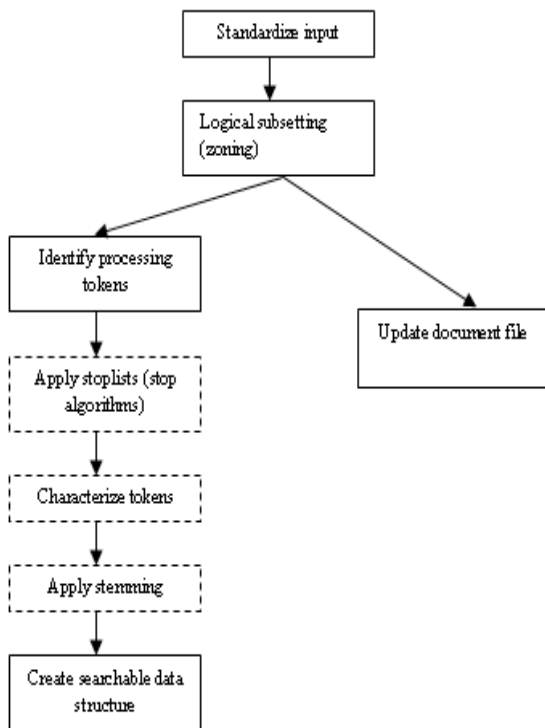 Standardize input
Logical subsetting
(zoning)
Identify processing
tokens
Update document file
Apply stoplists (stop
algorithms)
Characterize tokens
Apply stemming
Create searchable data
structure